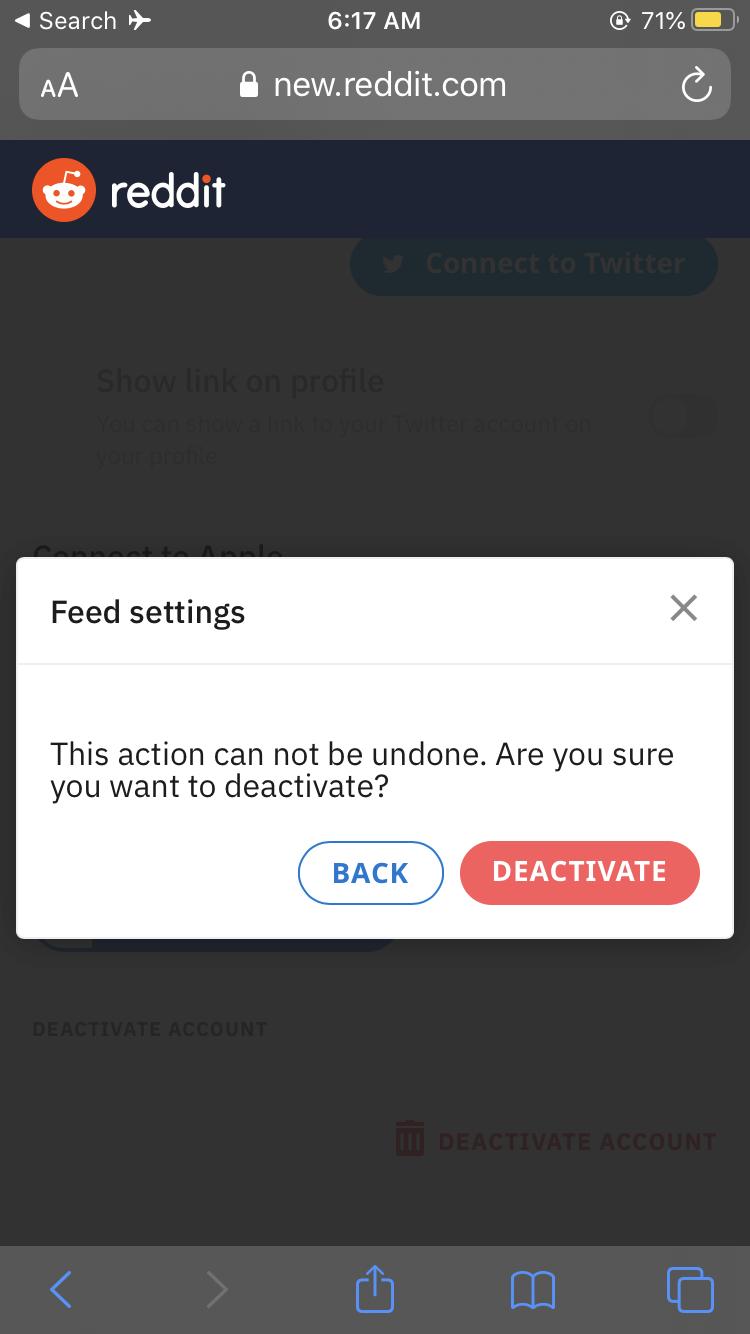 Search
6:17 AM
71%
AA
new.reddit.com
reddit
Connect to Twitter
Show link on profile
You can show a link to your Twitter account on
your profile
Connect to Apple
Feed settings
This action can not be undone. Are you sure
you want to deactivate?
BACK
DEACTIVATE
DEACTIVATE ACCOUNT
DEACTIVATE ACCOUNT